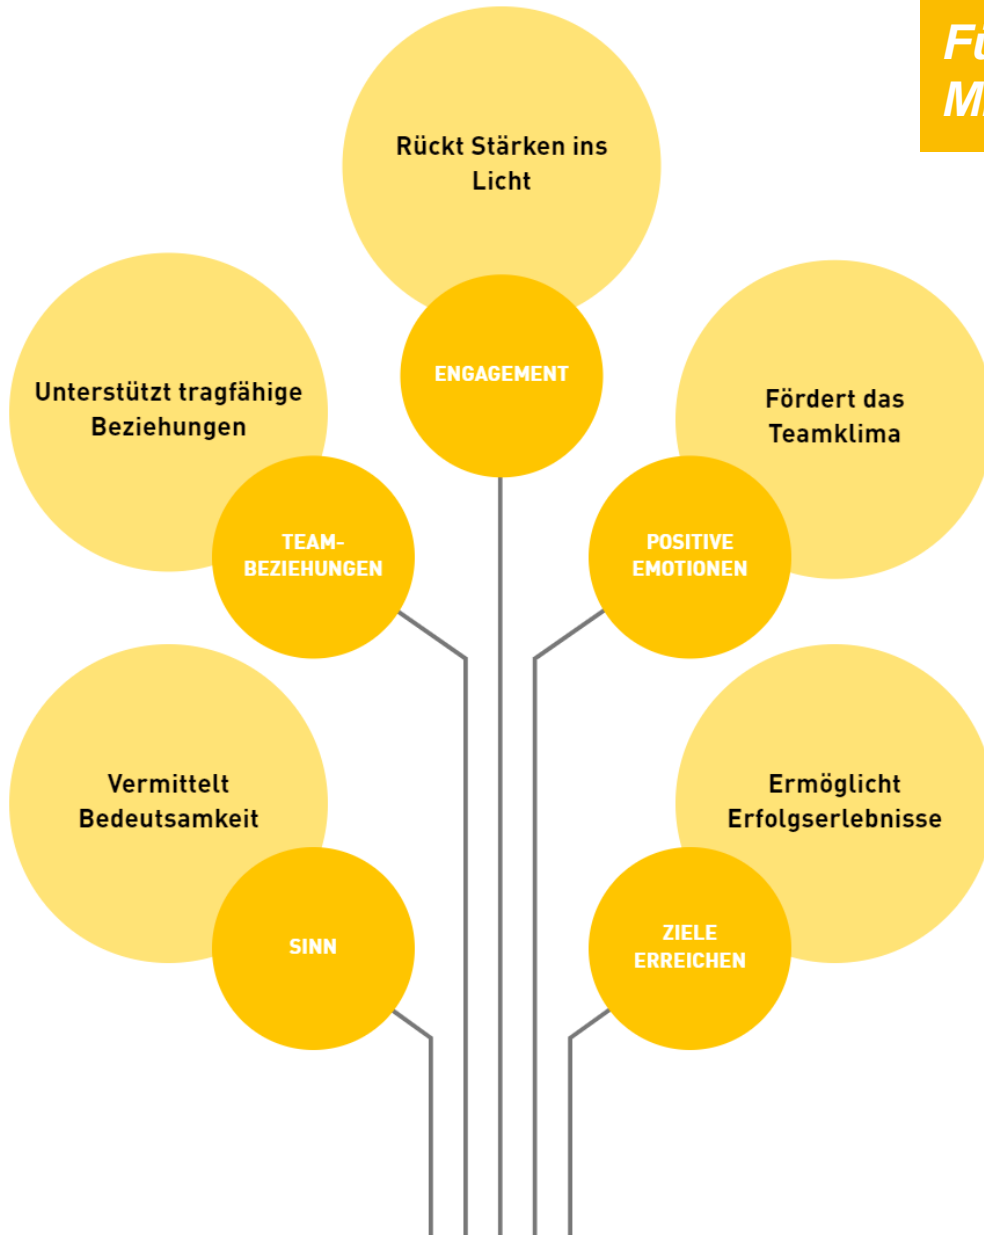 Rückt Stärken ins
Licht
ENGAGEMENT
Unterstützt tragfähige
Beziehungen
TEAM-
BEZIEHUNGEN
Fördert das
Teamklima
POSITIVE
EMOTIONEN
Vermittelt
Bedeutsamkeit
SINN
Ermöglicht
Erfolgserlebnisse
ZIELE
ERREICHEN